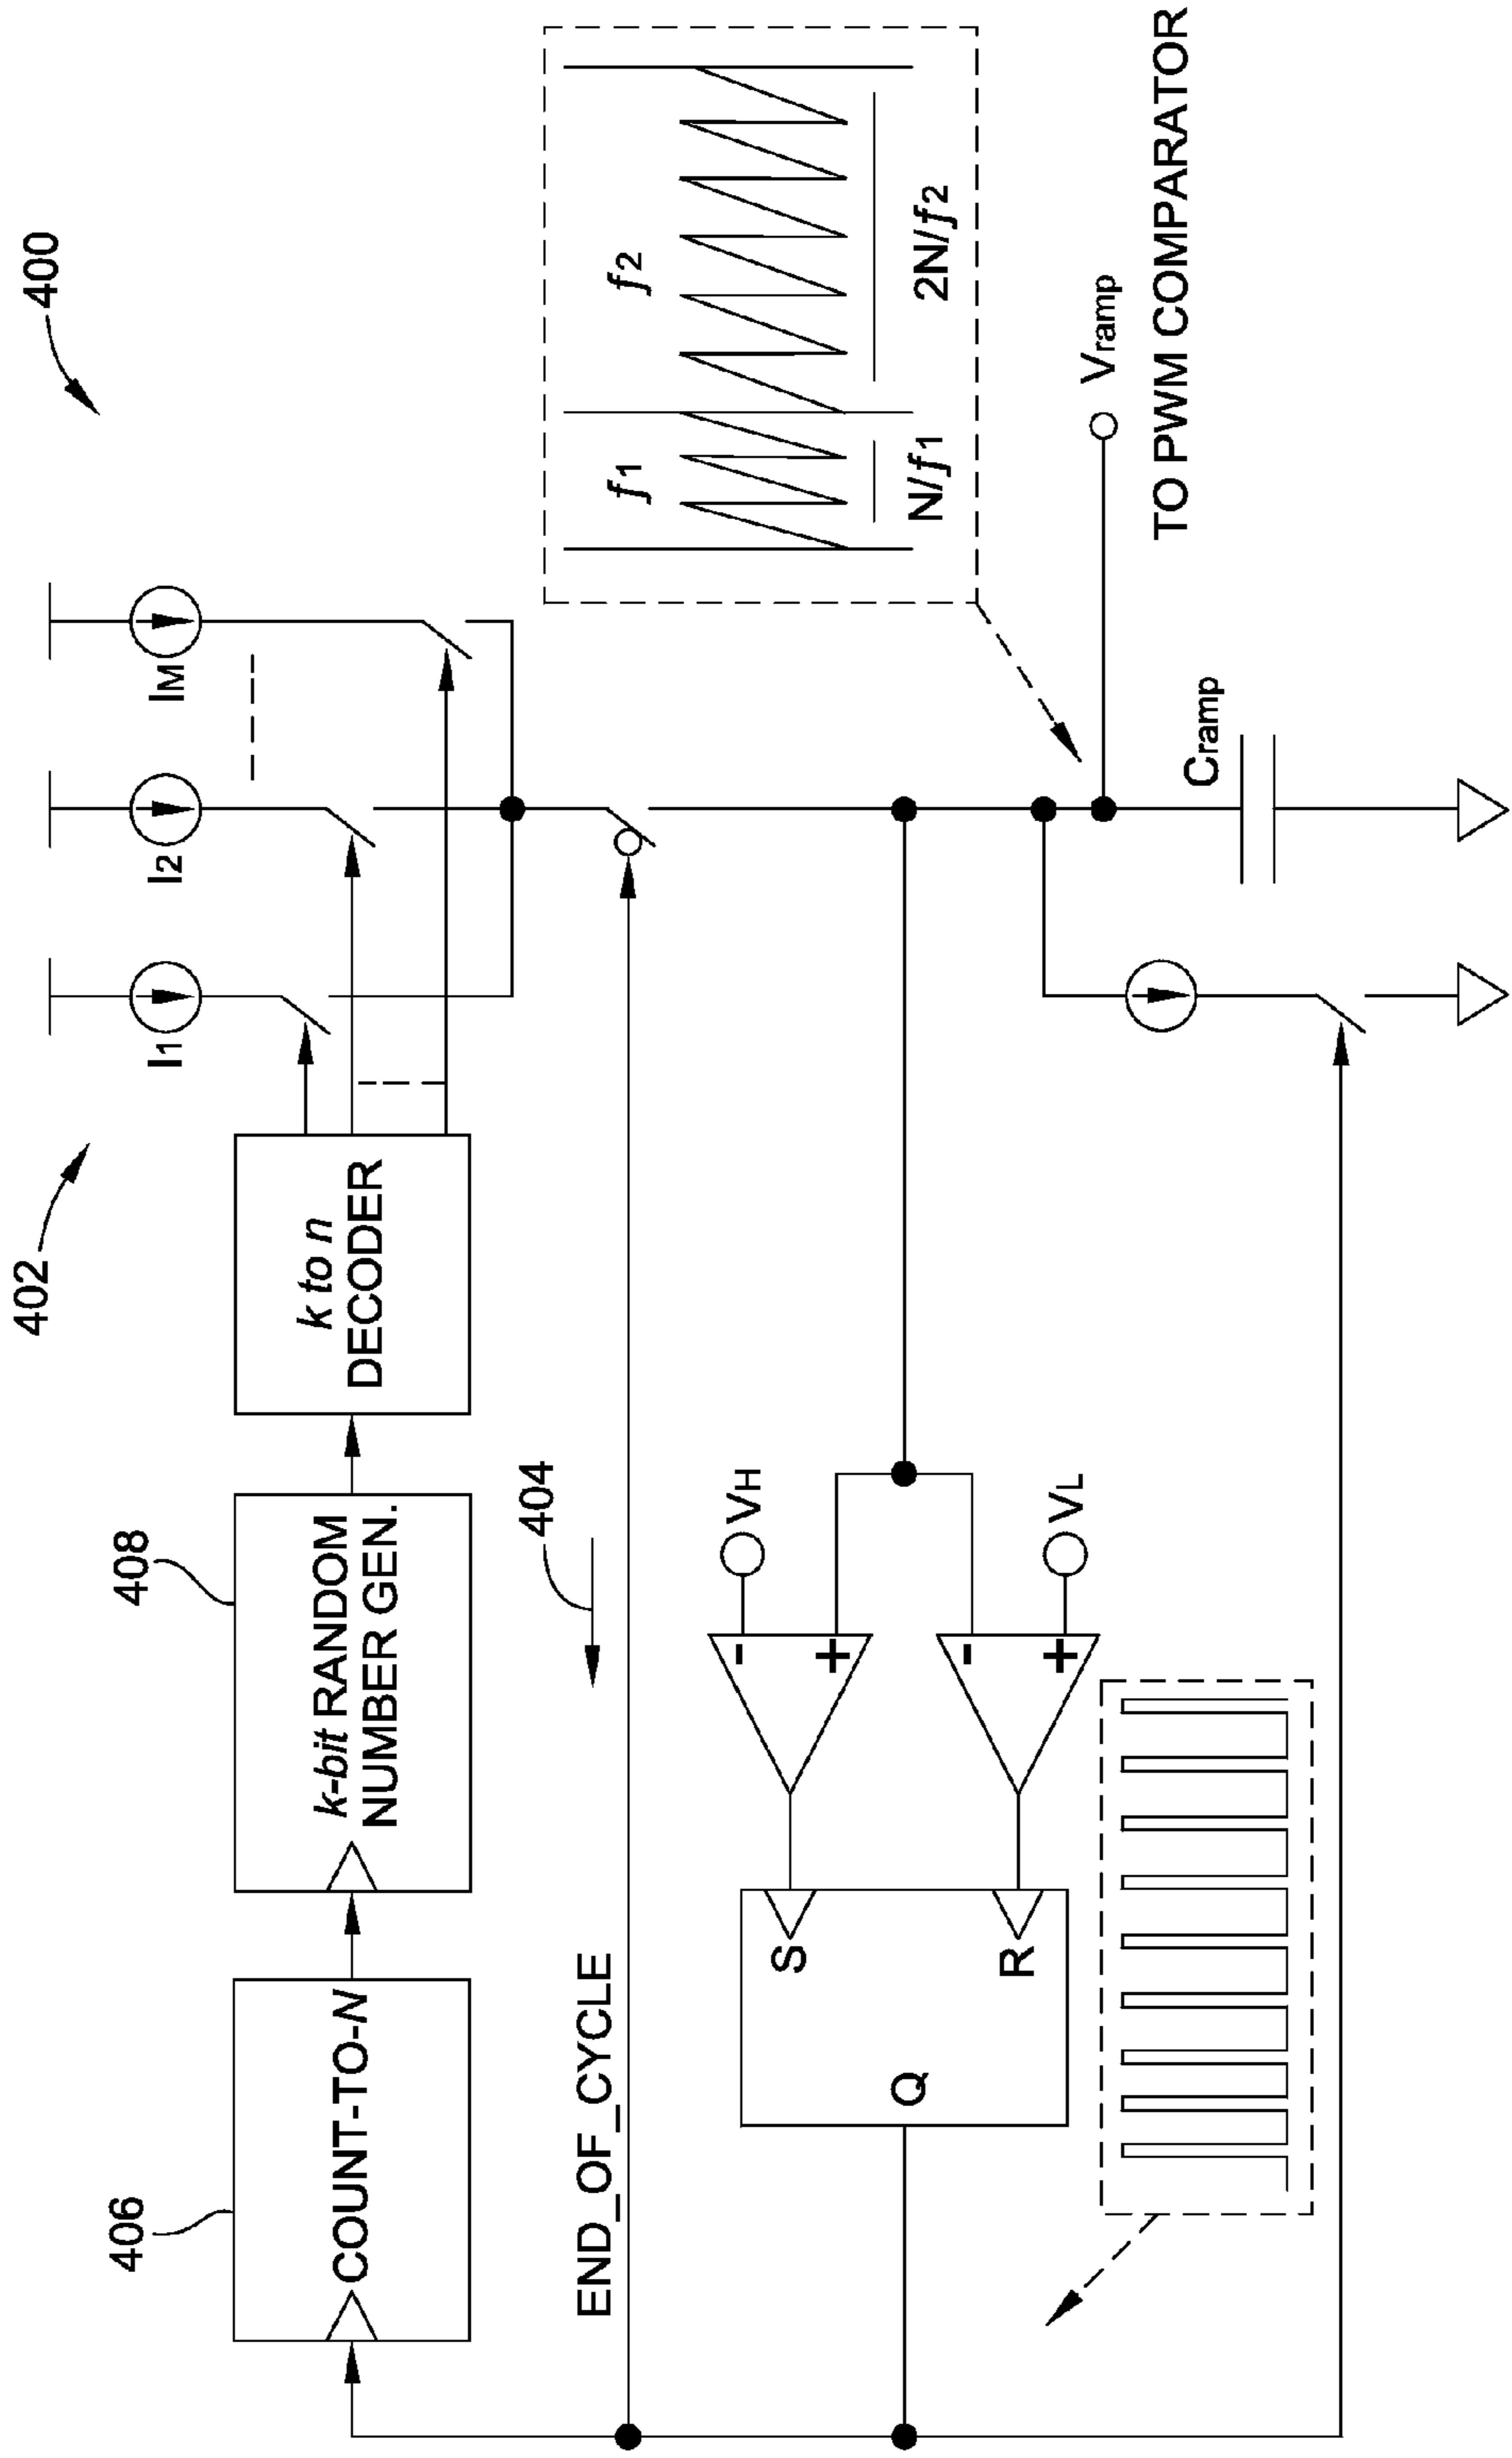 400
402
I1
I2
IM
406
COUNT-TO-N
408
k-bit RANDOM
NUMBER GEN.
k to n
DECODER
f1
f2
N/f1
2N/f2
END_OF_CYCLE
404
VH
-
+
-
+
VL
S
R
Q
Vramp
TO PWM COMPARATOR
Cramp